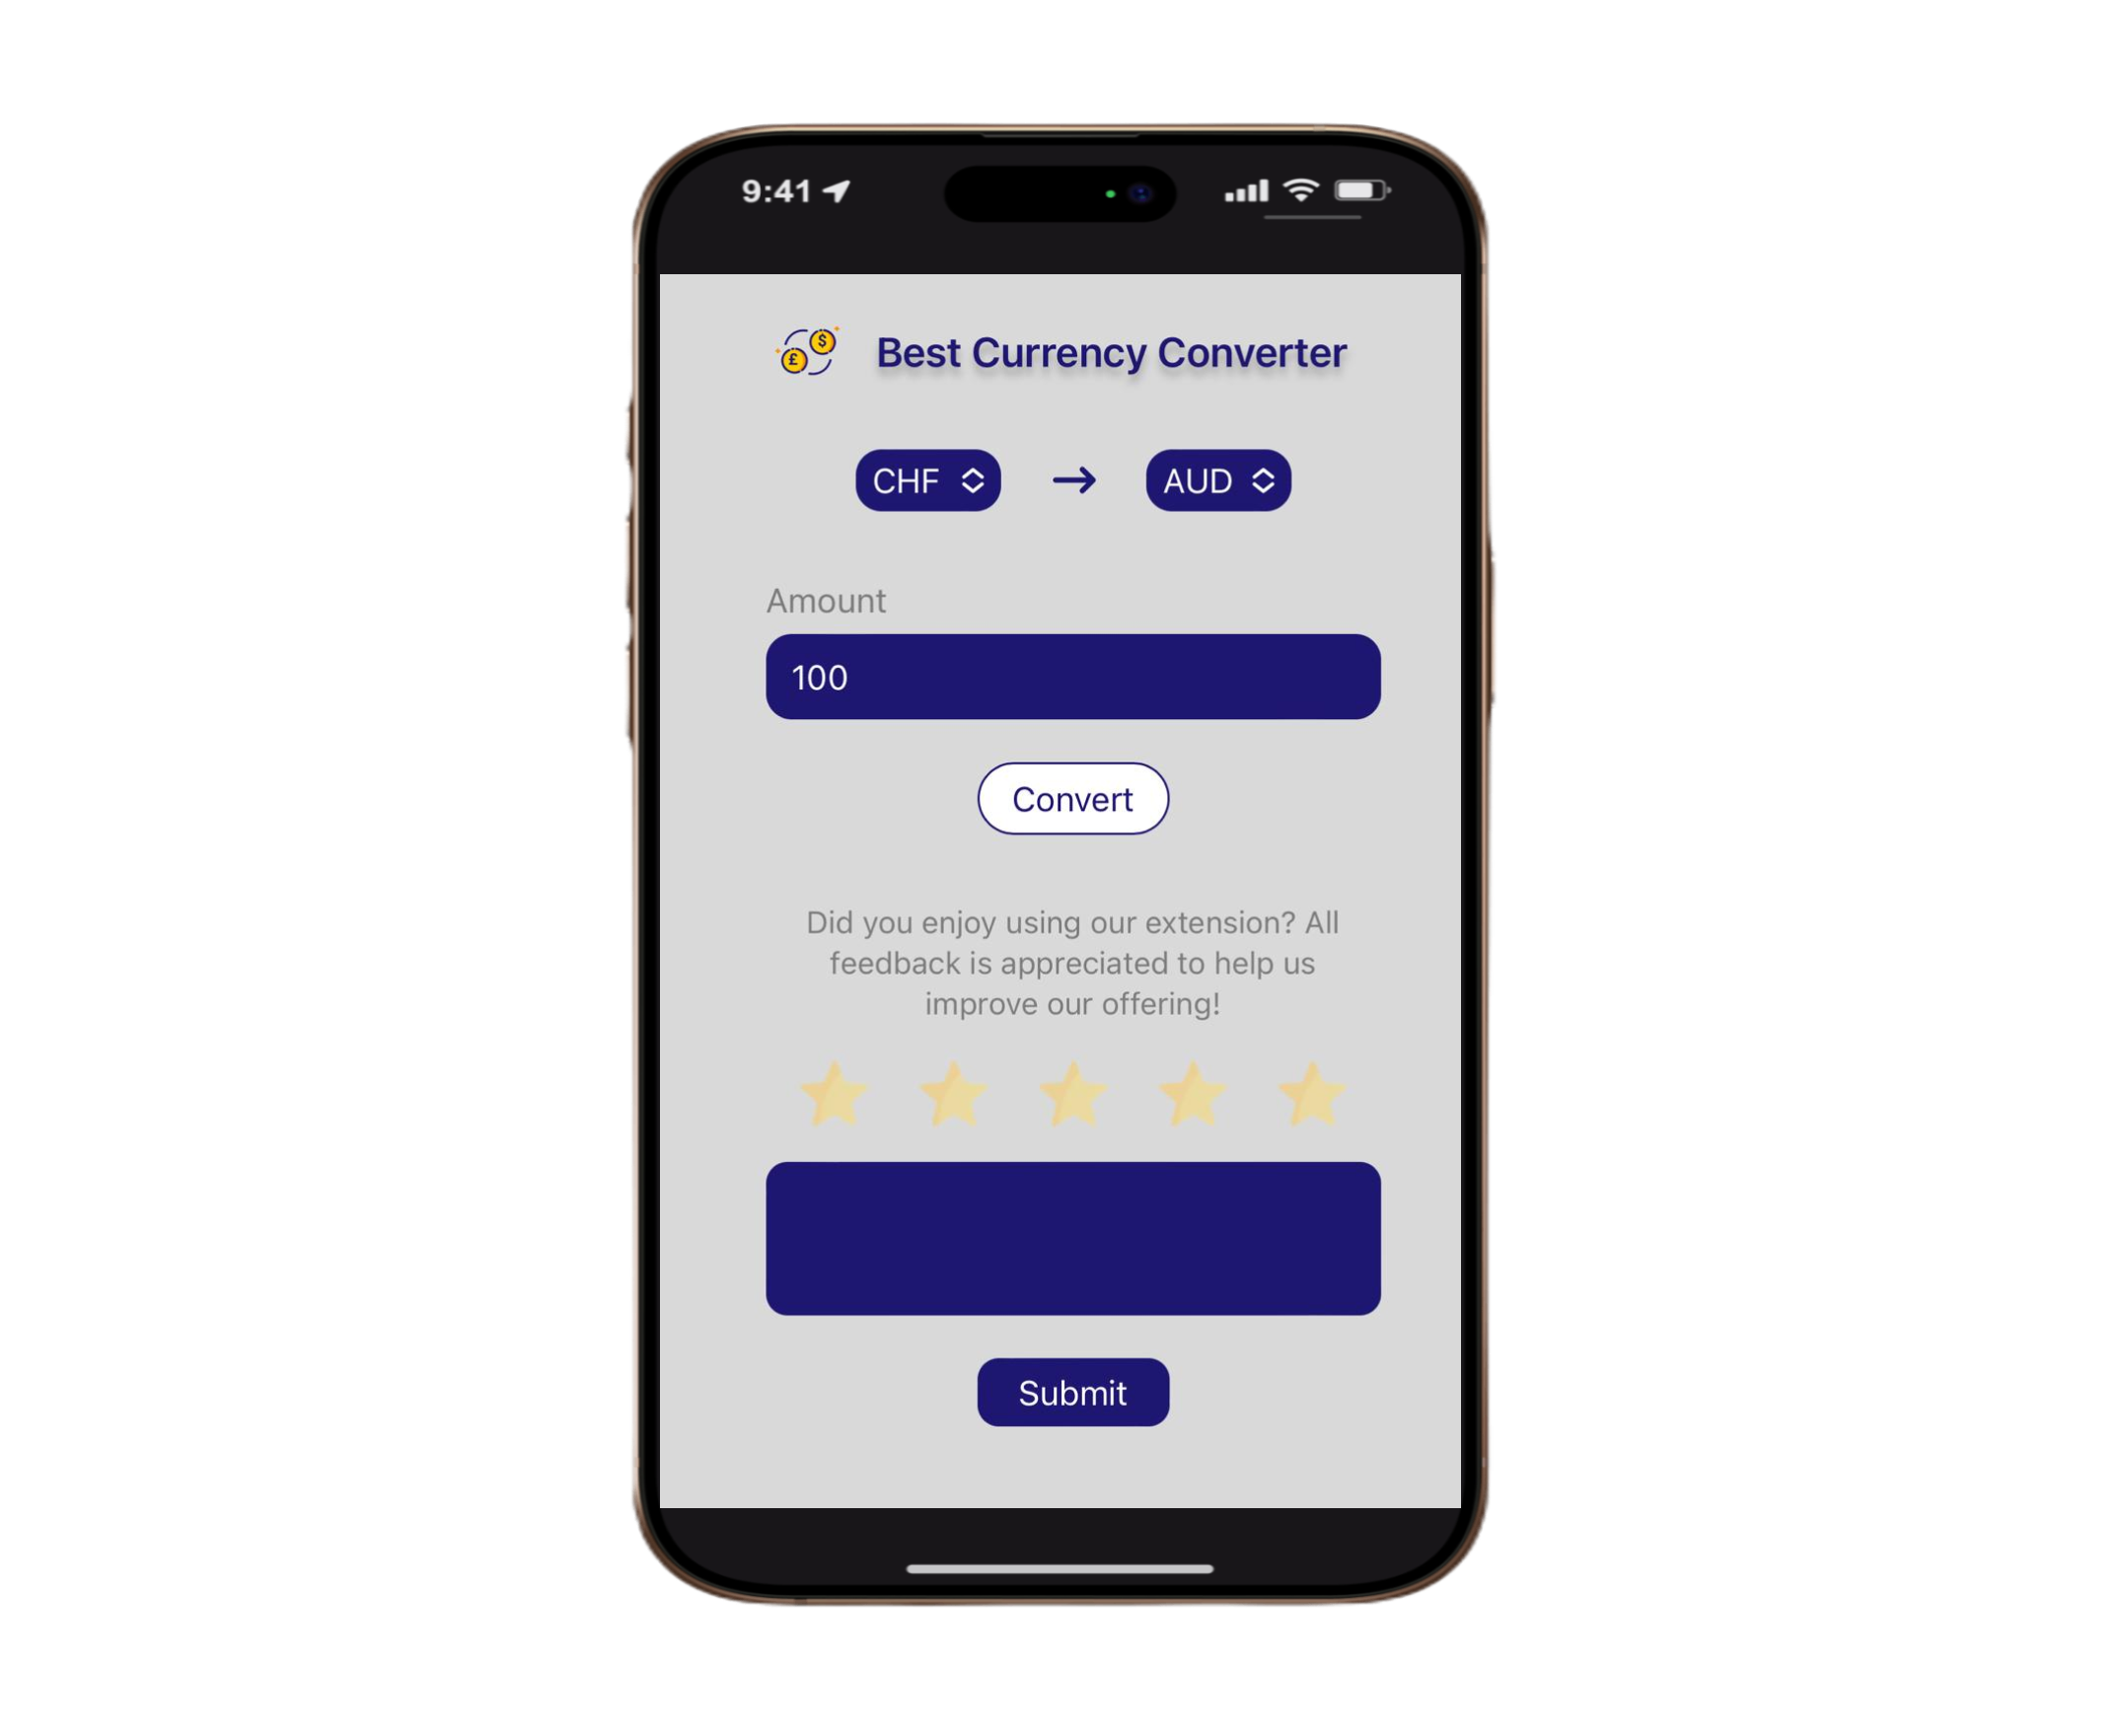 9:41
£ $
Best Currency Converter
CHF → AUD
Amount
100
Convert
Did you enjoy using our extension? All
feedback is appreciated to help us
improve our offering!
Submit